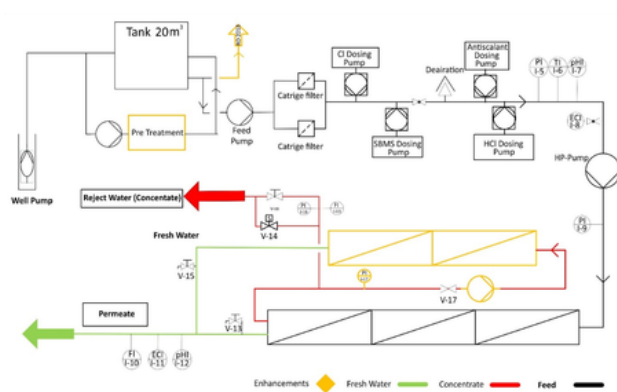 Tank 20m³
Cl Dosing
Pump
Antiscalant
Dosing Pump
Deairation
PI
I-5
TI
I-6
pHI
I-7
Pre Treatment
Feed
Pump
Catrige filter
Catrige filter
SBMS Dosing
Pump
HCl Dosing
Pump
ECI
I-8
HP-Pump
Well Pump
Reject Water (Concentate)
V-14
PI
I-9
Fresh Water
V-15
V-17
Permeate
V-13
FI
I-10
ECI
I-11
pHI
I-12
Enhancements
Fresh Water
Concentrate
Feed